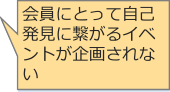 会員にとって自己
発見に繋がるイベ
ントが企画されな
い